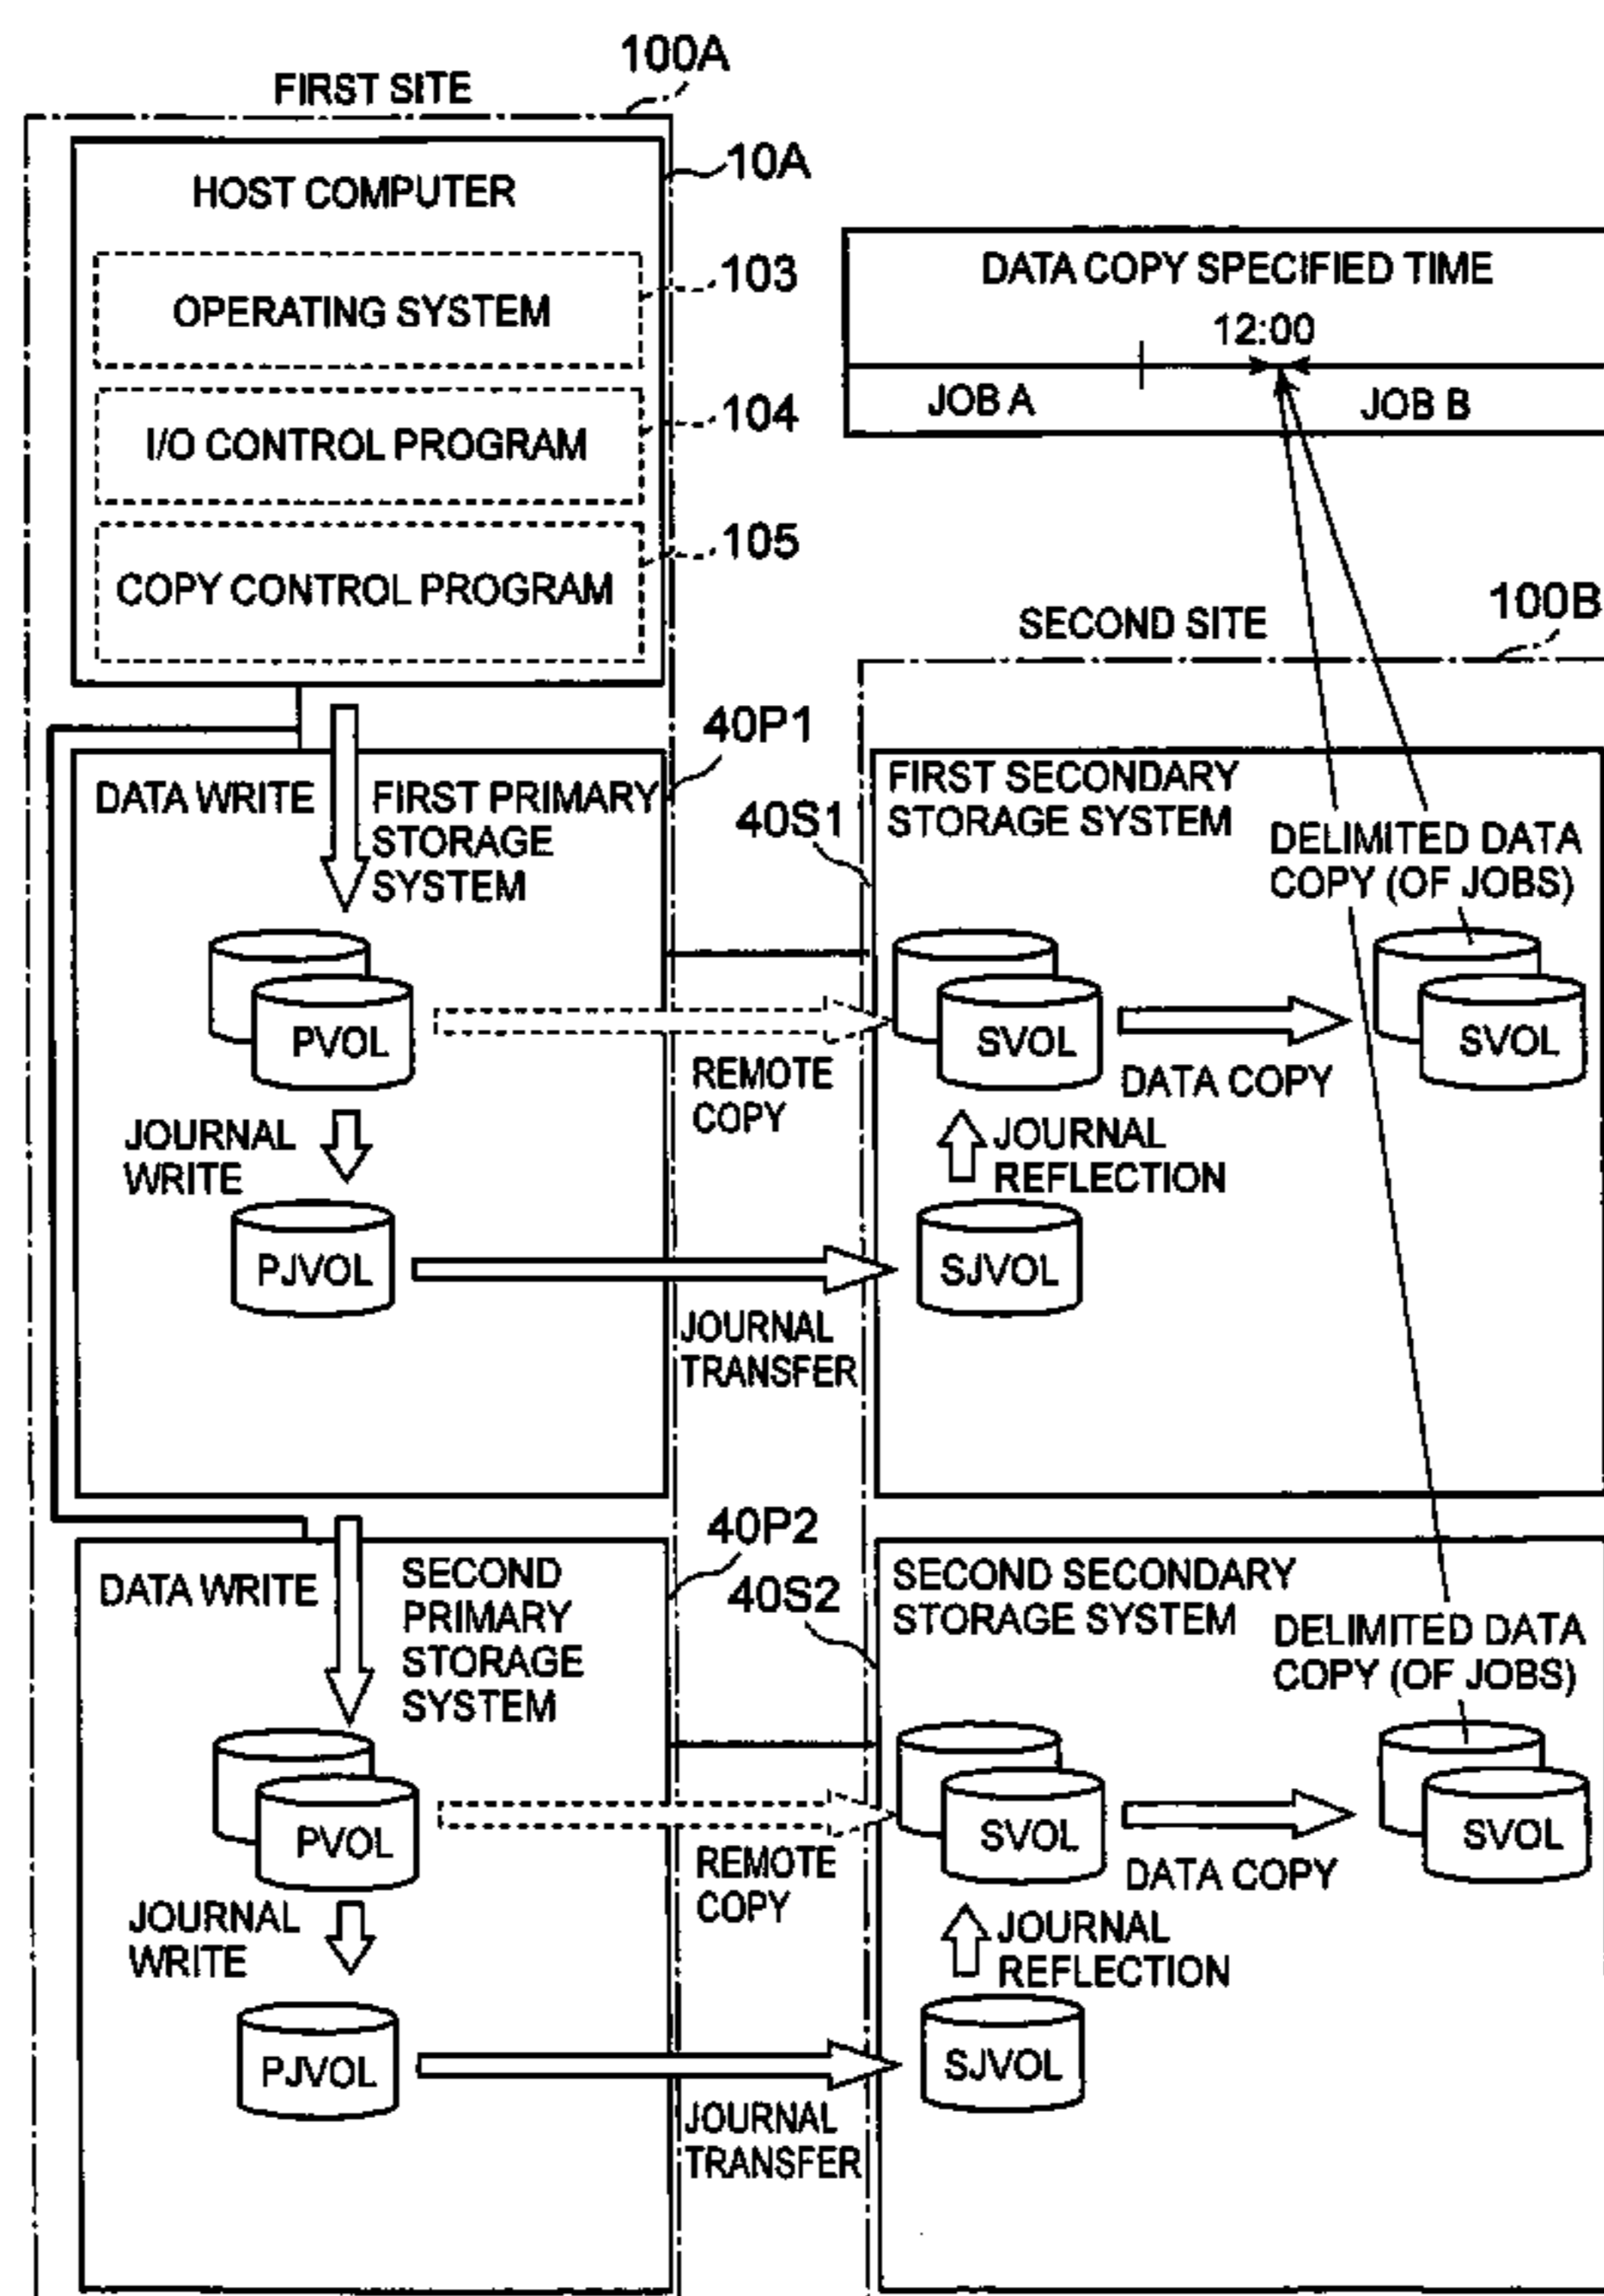 100A
FIRST SITE
10A
HOST COMPUTER
103
OPERATING SYSTEM
104
I/O CONTROL PROGRAM
105
COPY CONTROL PROGRAM
DATA COPY SPECIFIED TIME
12:00
JOB A
JOB B
100B
SECOND SITE
40P1
DATA WRITE
FIRST PRIMARY
STORAGE
SYSTEM
40S1
FIRST SECONDARY
STORAGE SYSTEM
DELIMITED DATA
COPY (OF JOBS)
PVOL
REMOTE
COPY
SVOL
DATA COPY
SVOL
JOURNAL
WRITE
JOURNAL
REFLECTION
PJVOL
SJVOL
JOURNAL
TRANSFER
40P2
DATA WRITE
SECOND
PRIMARY
STORAGE
SYSTEM
40S2
SECOND SECONDARY
STORAGE SYSTEM
DELIMITED DATA
COPY (OF JOBS)
PVOL
REMOTE
COPY
SVOL
DATA COPY
SVOL
JOURNAL
WRITE
JOURNAL
REFLECTION
PJVOL
SJVOL
JOURNAL
TRANSFER